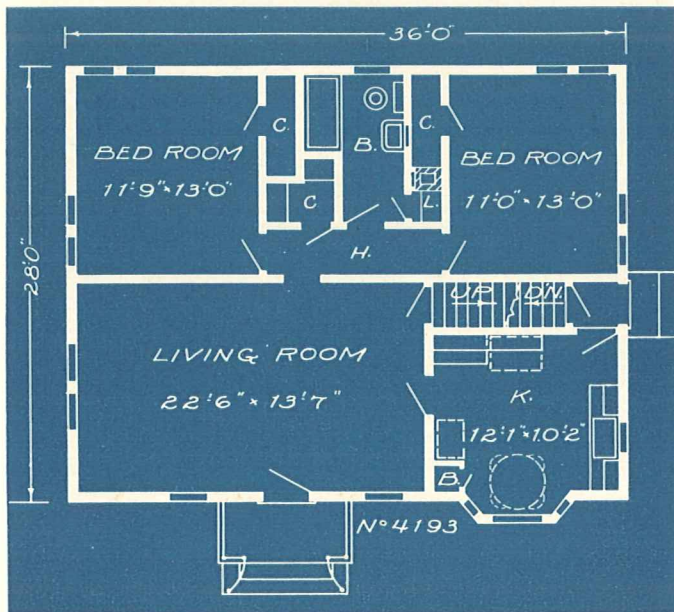 36'-0"
28'-0"
BED ROOM
11'-9" x 13'-0"
C.
B.
C.
BED ROOM
11'-0" x 13'-0"
C
L.
H.
UP DN.
LIVING ROOM
22'-6" x 13'-7"
K.
12'-1" x 10'-2"
B.
No 4193